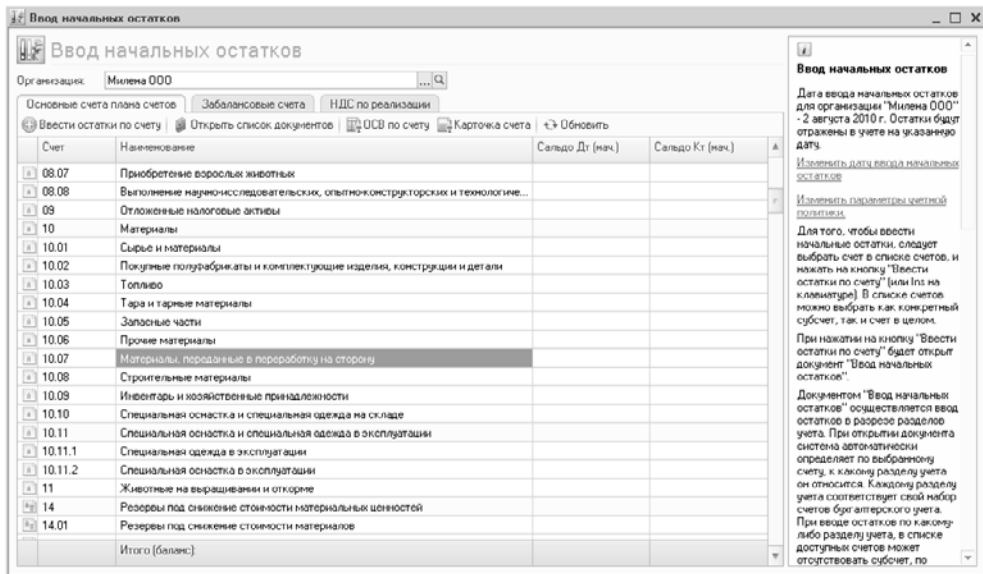 Ввод начальных остатков
Ввод начальных остатков
Организация: Милена ООО
Основные счета плана счетов Забалансовые счета НДС по реализации
Ввести остатки по счету Открыть список документов ОСВ по счету Карточка счета Обновить
Счет Наименование Сальдо Дт (нач.) Сальдо Кт (нач.)
08.07 Приобретение взрослых животных
08.08 Выполнение научно-исследовательских, опытно-конструкторских и технологиче...
09 Отложенные налоговые активы
10 Материалы
10.01 Сырье и материалы
10.02 Покупные полуфабрикаты и комплектующие изделия, конструкции и детали
10.03 Топливо
10.04 Тара и тарные материалы
10.05 Запасные части
10.06 Прочие материалы
10.07 Материалы, переданные в переработку на сторону
10.08 Строительные материалы
10.09 Инвентарь и хозяйственные принадлежности
10.10 Специальная оснастка и специальная одежда на складе
10.11 Специальная оснастка и специальная одежда в эксплуатации
10.11.1 Специальная одежда в эксплуатации
10.11.2 Специальная оснастка в эксплуатации
11 Животные на выращивании и откорме
14 Резервы под снижение стоимости материальных ценностей
14.01 Резервы под снижение стоимости материалов
Итого (баланс):
Ввод начальных остатков
Дата ввода начальных остатков
для организации "Милена ООО"
- 2 августа 2010 г. Остатки будут
отражены в учете на указанную
дату.
Изменить дату ввода начальных
остатков
Изменить параметры учетной
политики.
Для того, чтобы ввести
начальные остатки, следует
выбрать счет в списке счетов, и
нажать на кнопку "Ввести
остатки по счету" (или Ins на
клавиатуре). В списке счетов
можно выбрать как конкретный
субсчет, так и счет в целом.
При нажатии на кнопку "Ввести
остатки по счету" будет открыт
документ "Ввод начальных
остатков".
Документом "Ввод начальных
остатков" осуществляется ввод
остатков в разрезе разделов
учета. При открытии документа
система автоматически
определяет по выбранному
счету, к какому разделу учета
он относится. Каждому разделу
учета соответствует свой набор
счетов бухгалтерского учета.
При вводе остатков по какому-
либо разделу учета, в списке
доступных счетов может
отсутствовать субсчет, по